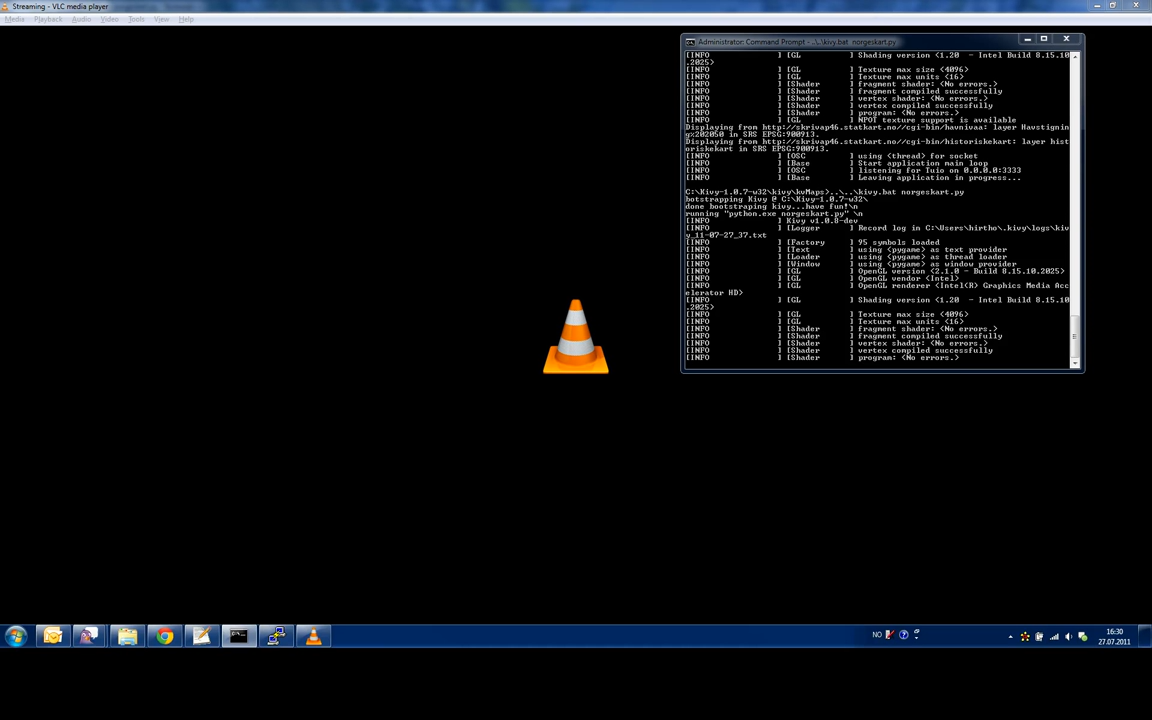 Streaming - VLC media player
Media Playback Audio Video Tools View Help
Administrator: Command Prompt - ..\..\kivy.bat norgeskart.py
[INFO ] [GL ] Shading version <1.20 - Intel Build 8.15.10
.2025>
[INFO ] [GL ] Texture max size <4096>
[INFO ] [GL ] Texture max units <16>
[INFO ] [Shader ] fragment shader: <No errors.>
[INFO ] [Shader ] fragment compiled successfully
[INFO ] [Shader ] vertex shader: <No errors.>
[INFO ] [Shader ] vertex compiled successfully
[INFO ] [Shader ] program: <No errors.>
[INFO ] [GL ] NPOT texture support is available
Displaying from http://skrivap46.statkart.no//cgi-bin/havnivaa: layer Havstignin
g%202050 in SRS EPSG:900913.
Displaying from http://skrivap46.statkart.no//cgi-bin/historiskekart: layer hist
oriskekart in SRS EPSG:900913.
[INFO ] [OSC ] using <thread> for socket
[INFO ] [Base ] Start application main loop
[INFO ] [OSC ] listening for Tuio on 0.0.0.0:3333
[INFO ] [Base ] Leaving application in progress...
C:\Kivy-1.0.7-w32\kivy\kvMaps>..\..\kivy.bat norgeskart.py
botstrapping Kivy @ C:\Kivy-1.0.7-w32\
done bootstraping kivy...have fun!\n
running "python.exe norgeskart.py" \n
[INFO ] Kivy v1.0.8-dev
[INFO ] [Logger ] Record log in C:\Users\hirtho\.kivy\logs\kiv
y_11-07-27_37.txt
[INFO ] [Factory ] 95 symbols loaded
[INFO ] [Text ] using <pygame> as text provider
[INFO ] [Loader ] using <pygame> as thread loader
[INFO ] [Window ] using <pygame> as window provider
[INFO ] [GL ] OpenGL version <2.1.0 - Build 8.15.10.2025>
[INFO ] [GL ] OpenGL vendor <Intel>
[INFO ] [GL ] OpenGL renderer <Intel(R) Graphics Media Acc
elerator HD>
[INFO ] [GL ] Shading version <1.20 - Intel Build 8.15.10
.2025>
[INFO ] [GL ] Texture max size <4096>
[INFO ] [GL ] Texture max units <16>
[INFO ] [Shader ] fragment shader: <No errors.>
[INFO ] [Shader ] fragment compiled successfully
[INFO ] [Shader ] vertex shader: <No errors.>
[INFO ] [Shader ] vertex compiled successfully
[INFO ] [Shader ] program: <No errors.>
NO
16:30
27.07.2011